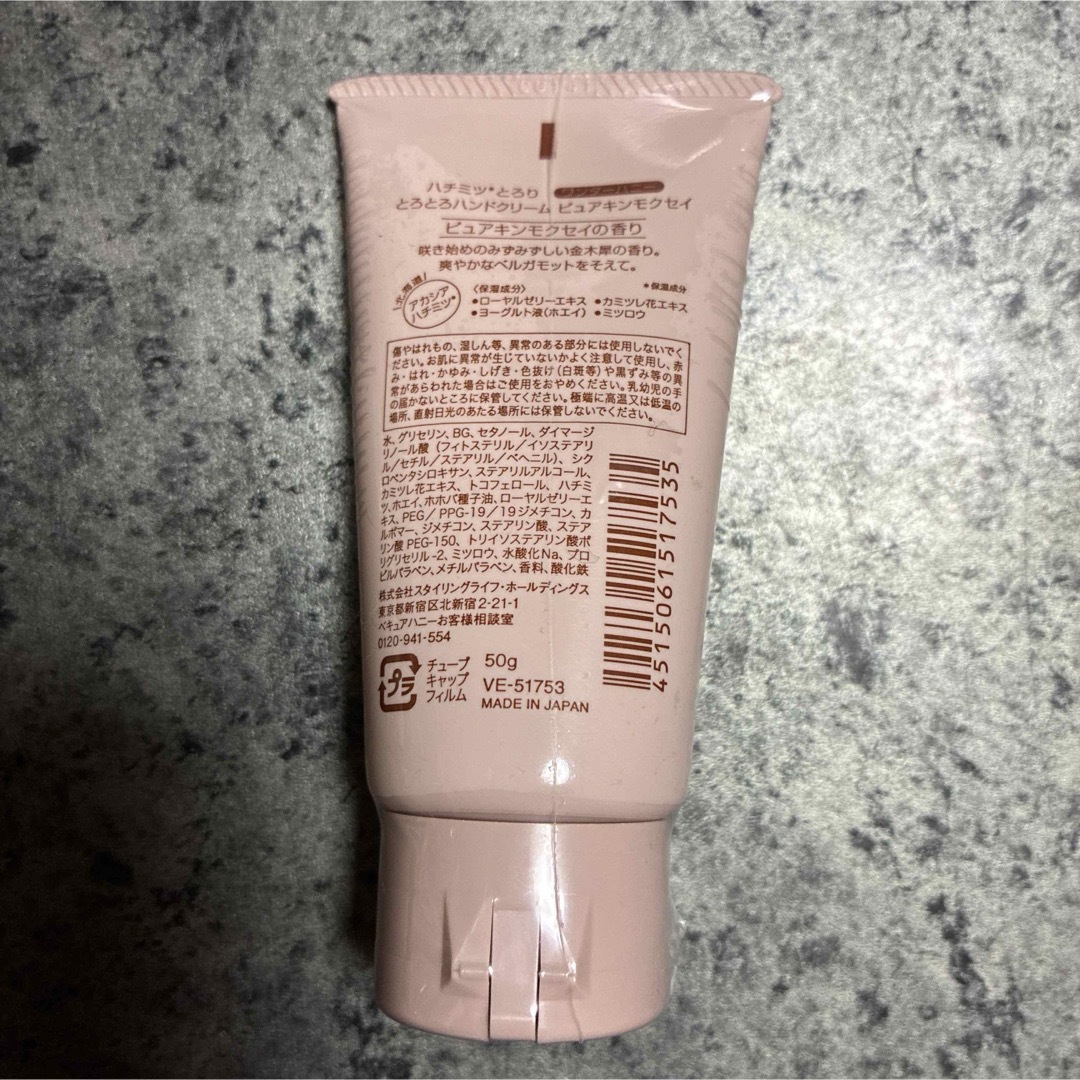 ハチミツ*とろり ワンダーハニー
とろとろハンドクリーム ピュアキンモクセイ
ピュアキンモクセイの香り
咲き始めのみずみずしい金木犀の香り。
爽やかなベルガモットをそえて。
北海道
アカシア
ハチミツ*
〈保湿成分〉 *保湿成分
•ローヤルゼリーエキス •カミツレ花エキス
•ヨーグルト液(ホエイ) •ミツロウ
傷やはれもの、湿しん等、異常のある部分には使用しないでく
ださい。お肌に異常が生じていないかよく注意して使用し、赤
み・はれ・かゆみ・しげき・色抜け(白斑等)や黒ずみ等の異
常があらわれた場合はご使用をおやめください。乳幼児の手
の届かないところに保管してください。極端に高温又は低温の
場所、直射日光のあたる場所には保管しないでください。
水、グリセリン、BG、セタノール、ダイマージ
リノール酸(フィトステリル/イソステアリ
ル/セチル/ステアリル/ベヘニル)、シク
ロペンタシロキサン、ステアリルアルコール、
カミツレ花エキス、トコフェロール、ハチミ
ツ、ホエイ、ホホバ種子油、ローヤルゼリーエ
キス、PEG/PPG-19/19ジメチコン、カ
ルボマー、ジメチコン、ステアリン酸、ステア
リン酸PEG-150、トリイソステアリン酸ポ
リグリセリル-2、ミツロウ、水酸化Na、プロ
ピルパラベン、メチルパラベン、香料、酸化鉄
株式会社スタイリングライフ・ホールディングス
東京都新宿区北新宿2-21-1
ベキュアハニーお客様相談室
0120-941-554
プラ
チューブ
キャップ
フィルム
50g
VE-51753
MADE IN JAPAN
4515061517535